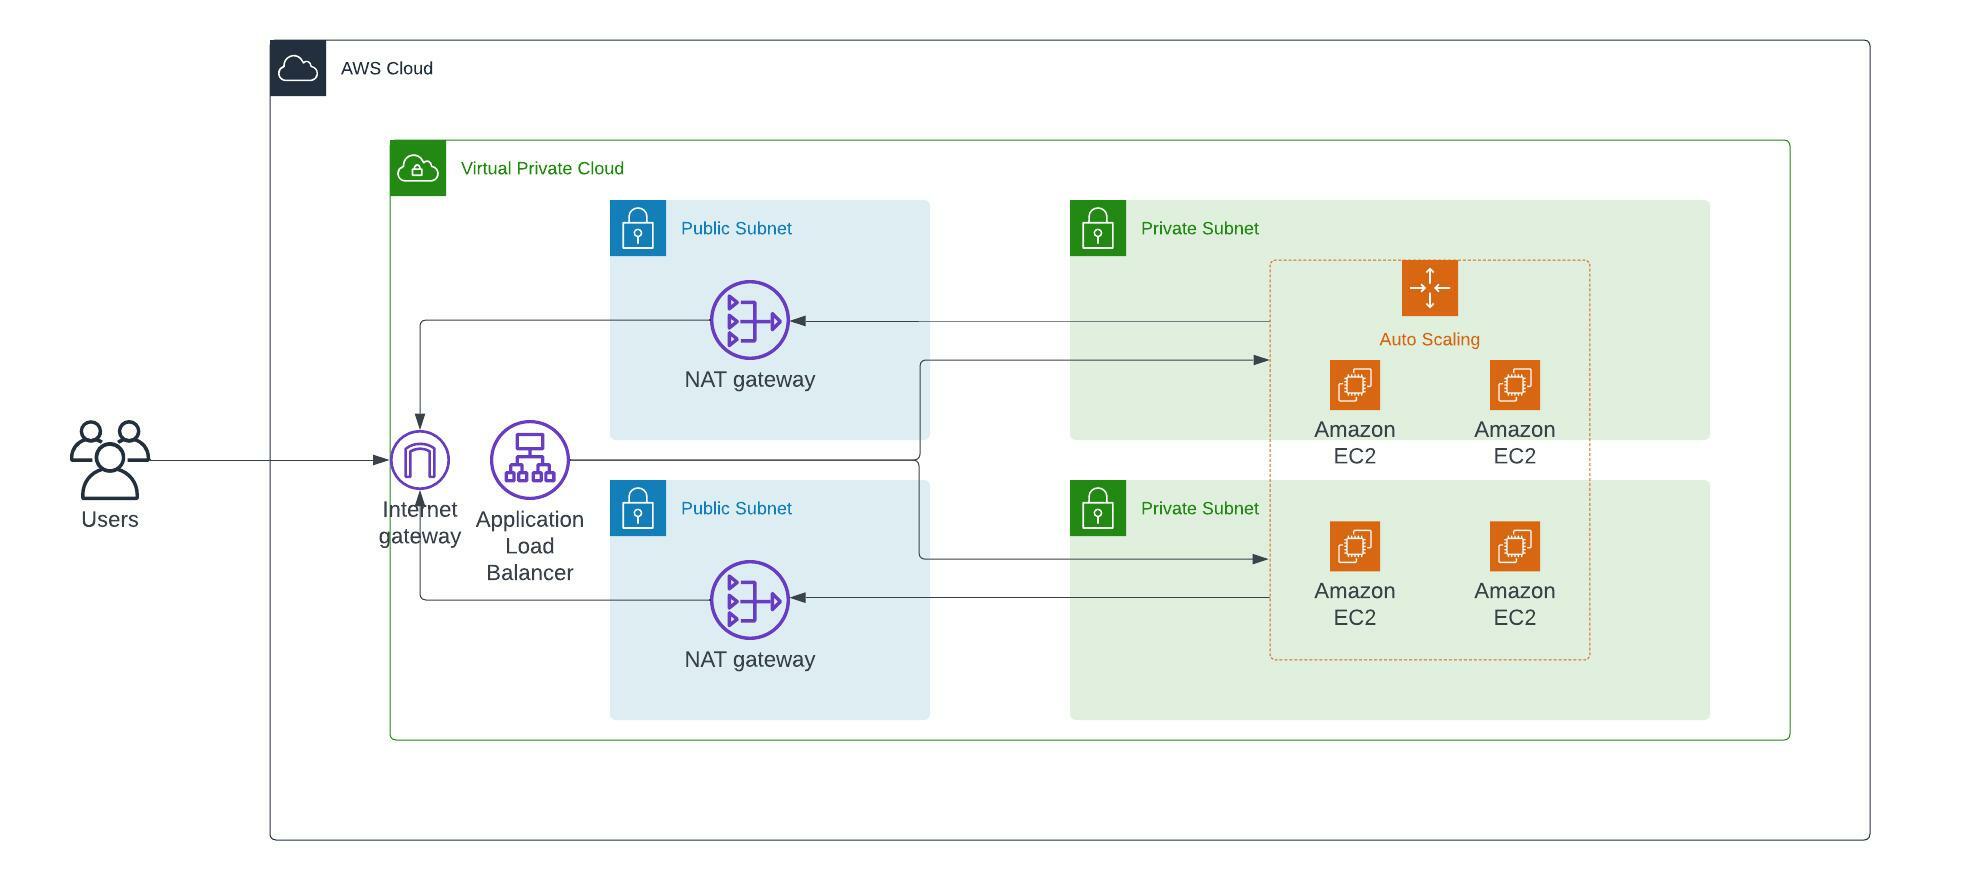 AWS Cloud
Virtual Private Cloud
Public Subnet
Private Subnet
Auto Scaling
NAT gateway
Amazon
EC2
Amazon
EC2
Users
Internet
gateway
Application
Load
Balancer
Public Subnet
Private Subnet
NAT gateway
Amazon
EC2
Amazon
EC2